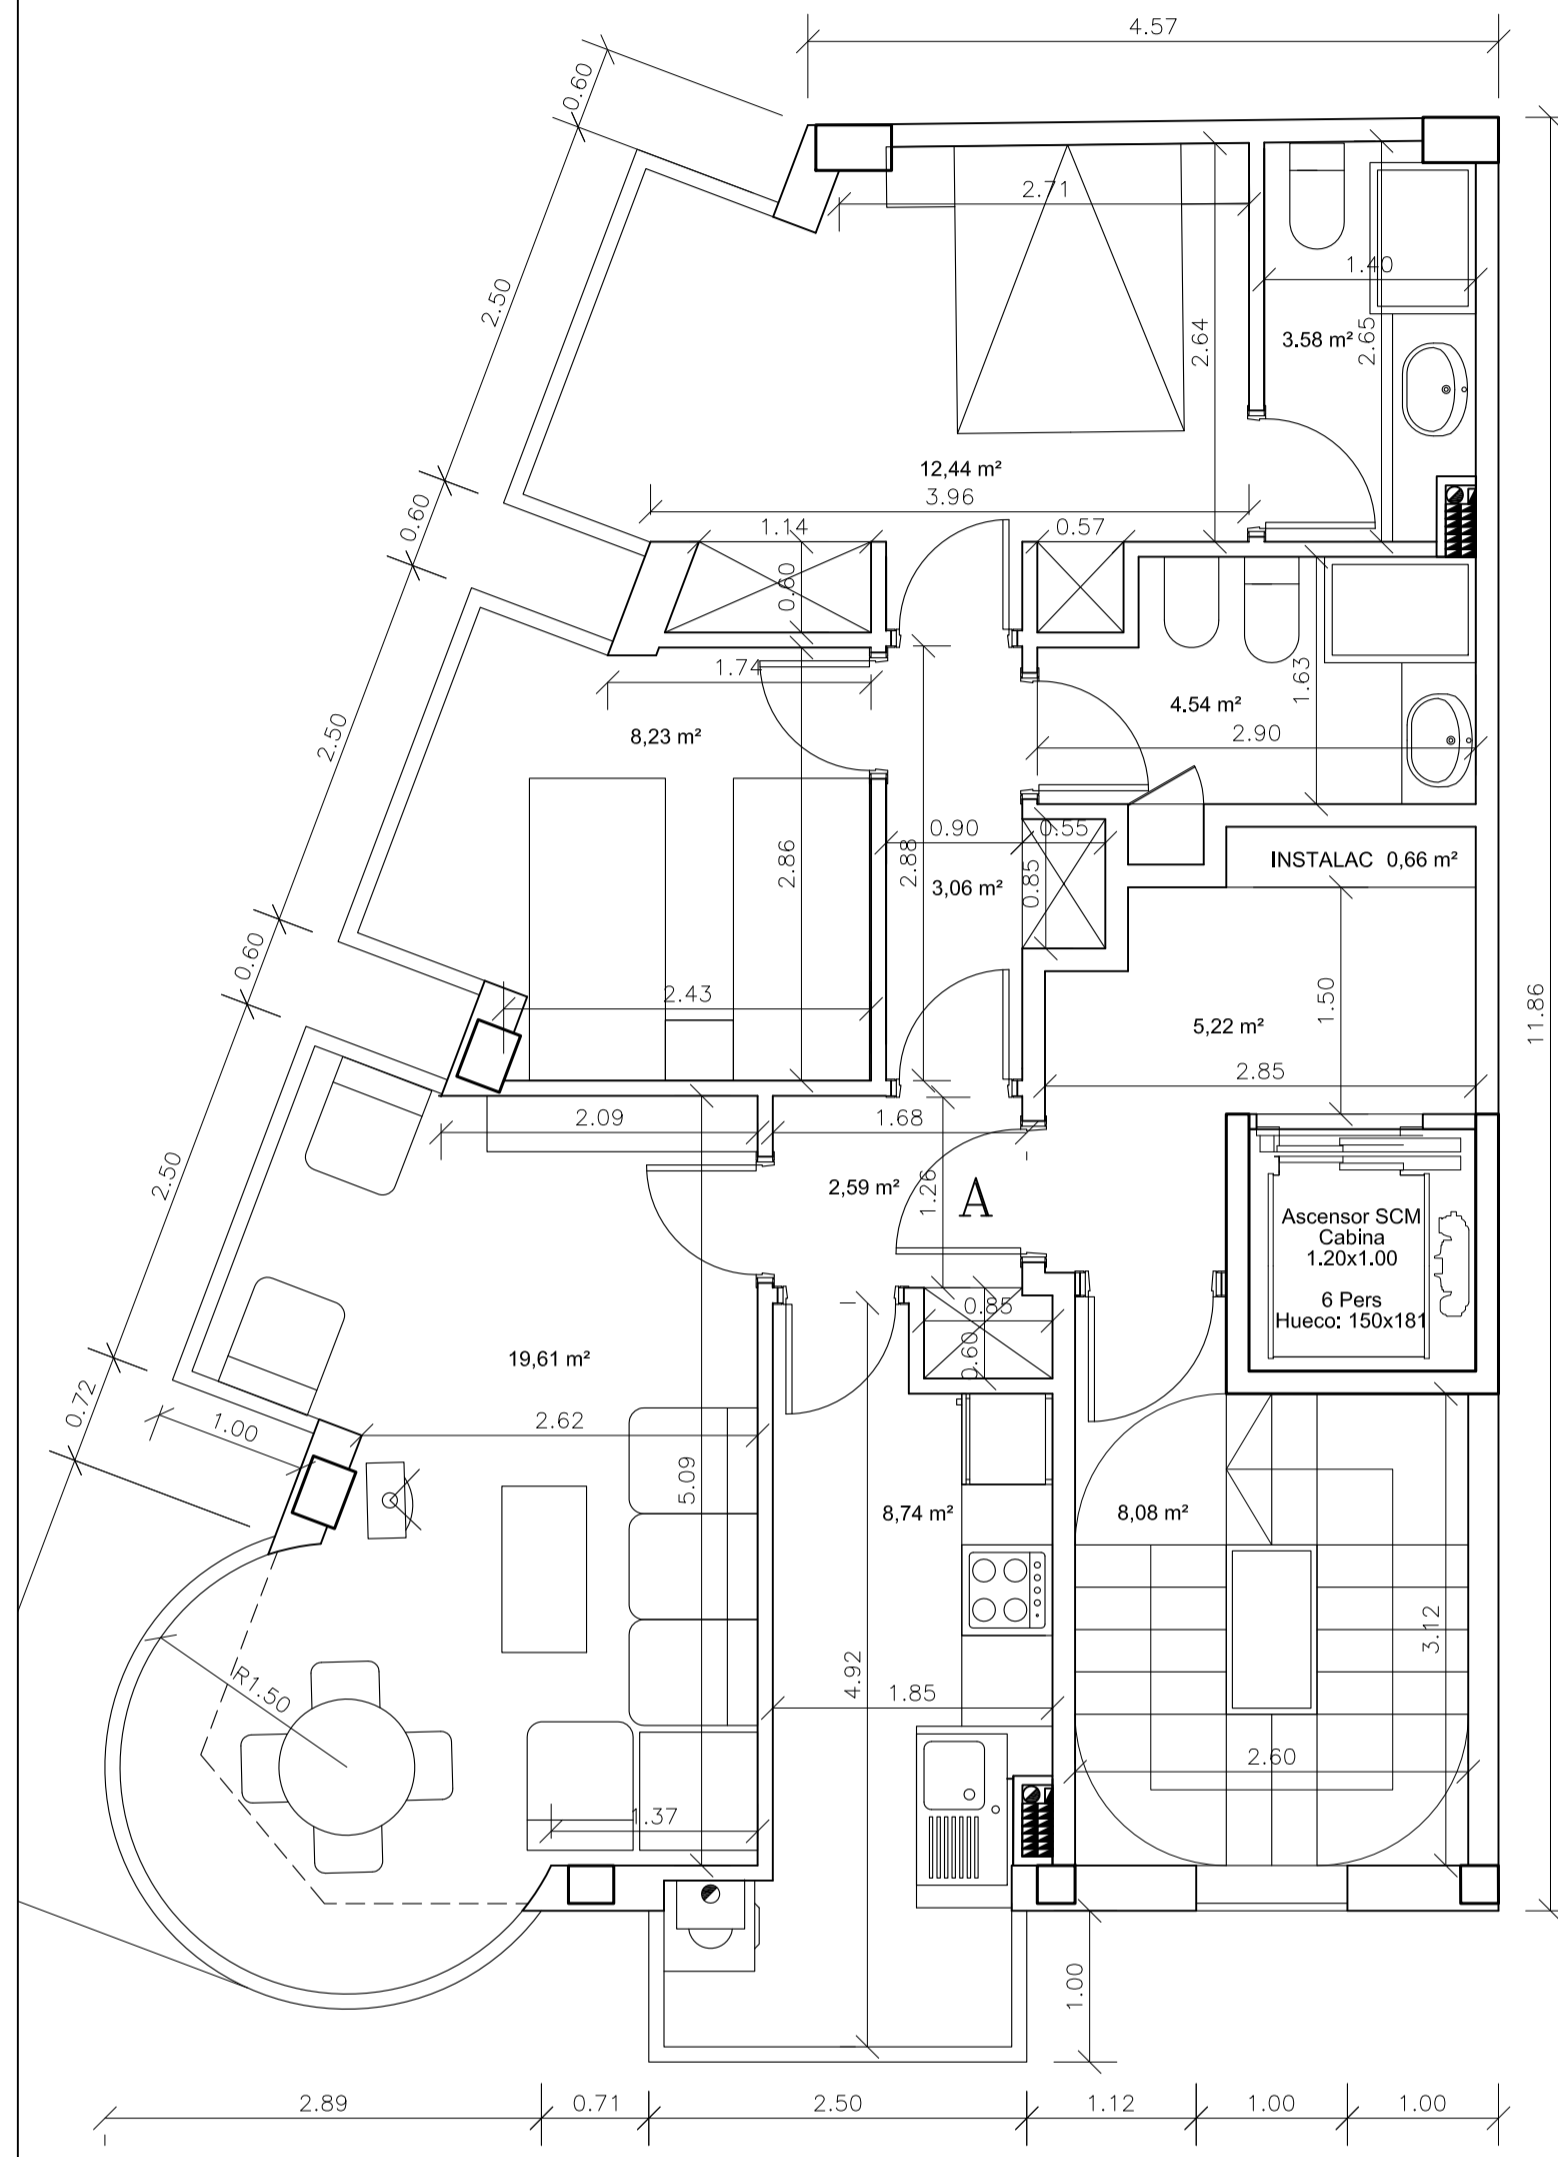 4.57
0.60
2.71
1.40
2.50
2.64
3.58 m²
2.65
12,44 m²
3.96
0.60
1.14
0.57
0.60
1.74
1.63
4.54 m²
8,23 m²
2.90
2.50
0.90
0.55
2.86
2.88
INSTALAC 0,66 m²
3,06 m²
0.85
0.60
2.43
1.50
11.86
5,22 m²
2.85
2.09
1.68
2.50
2,59 m²
1.26
A
Ascensor SCM
Cabina
1.20x1.00
6 Pers
Hueco: 150x181
0.85
0.60
19,61 m²
0.72
1.00
2.62
5.09
8,74 m²
8,08 m²
3.12
R1.50
4.92
1.85
2.60
1.37
1.00
2.89
0.71
2.50
1.12
1.00
1.00